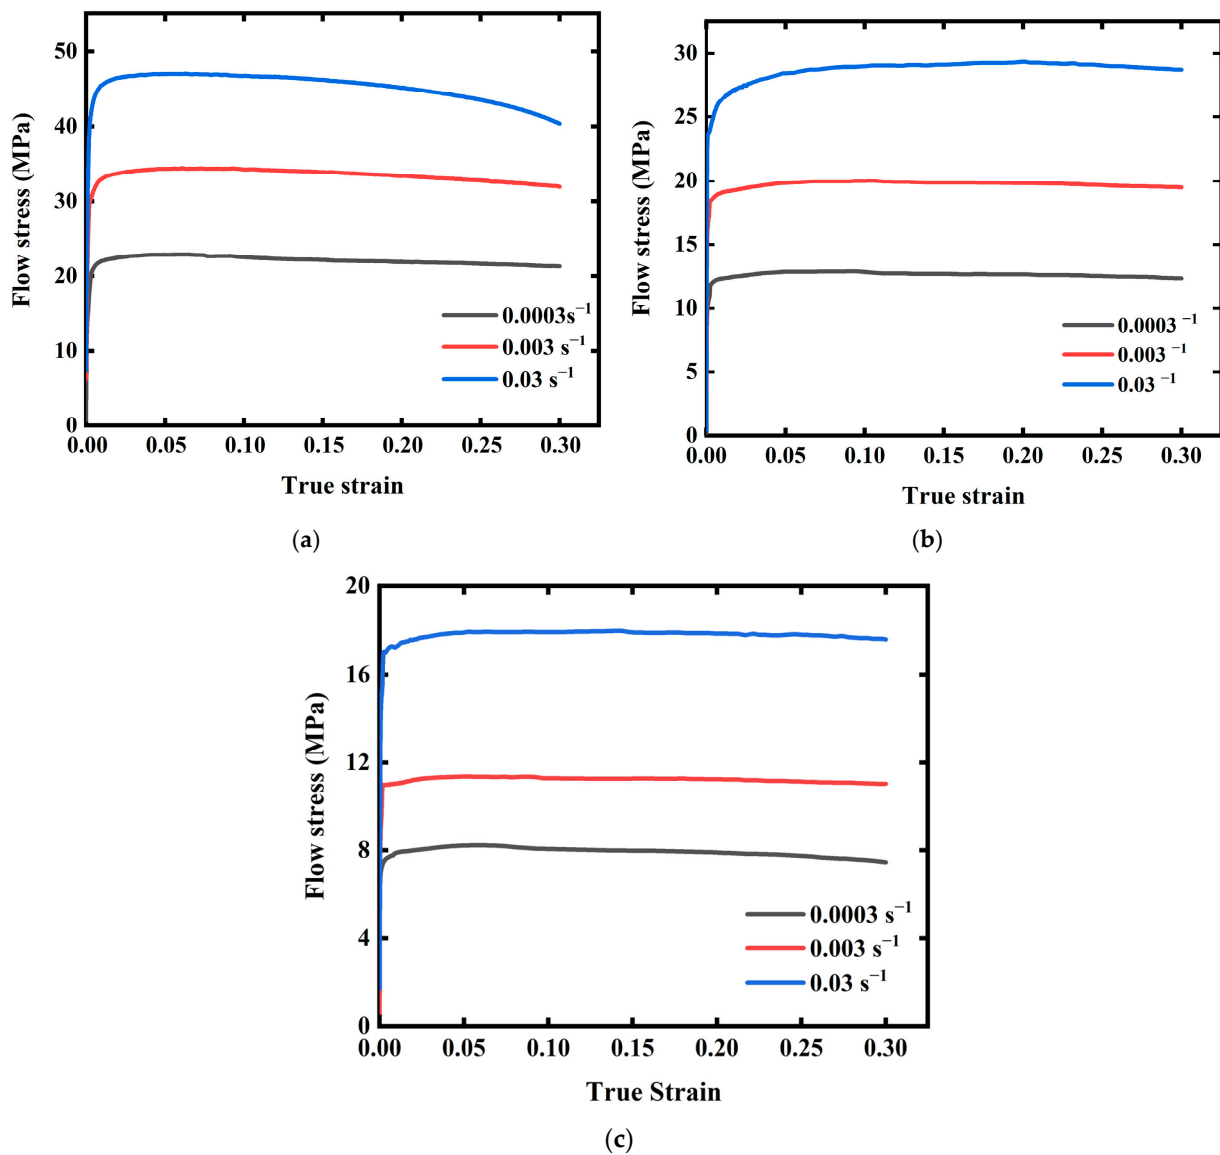 50
40
30
20
10
0
Flow stress (MPa)
0.0003s⁻¹
0.003 s⁻¹
0.03 s⁻¹
0.00 0.05 0.10 0.15 0.20 0.25 0.30
True strain
(a)
30
25
20
15
10
5
0
Flow stress (MPa)
0.0003 ⁻¹
0.003 ⁻¹
0.03 ⁻¹
0.00 0.05 0.10 0.15 0.20 0.25 0.30
True strain
(b)
20
16
12
8
4
0
Flow stress (MPa)
0.0003 s⁻¹
0.003 s⁻¹
0.03 s⁻¹
0.00 0.05 0.10 0.15 0.20 0.25 0.30
True Strain
(c)